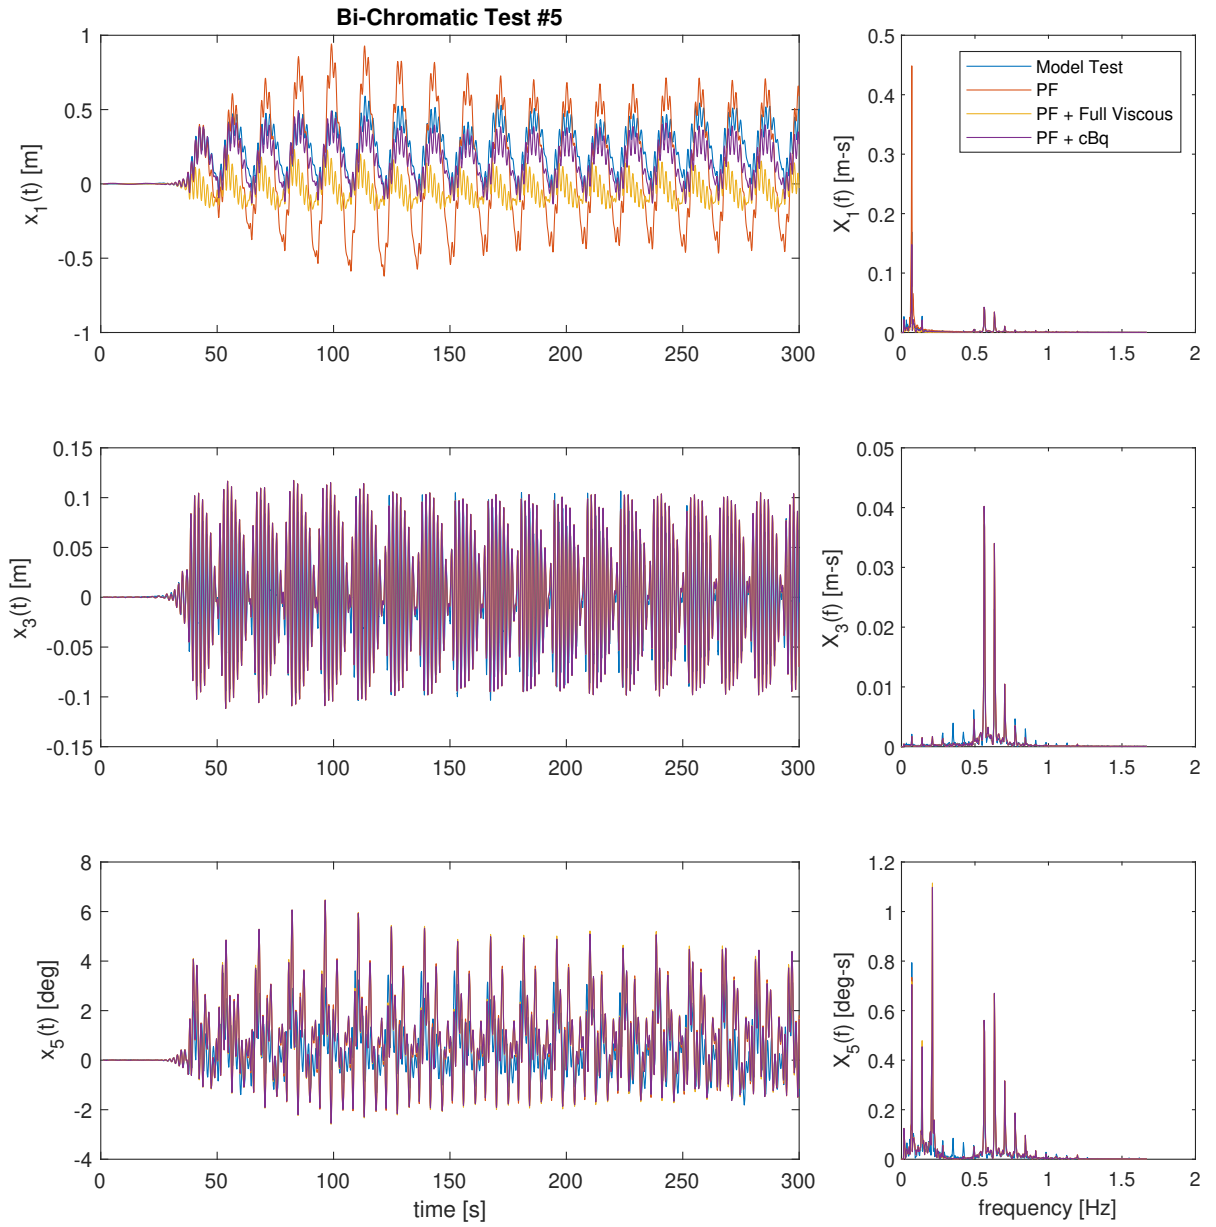 Bi-Chromatic Test #5
x1(t) [m]
1
0.5
0
-0.5
-1
0 50 100 150 200 250 300
X1(f) [m-s]
0.5
0.4
0.3
0.2
0.1
0
0 0.5 1 1.5 2
Model Test
PF
PF + Full Viscous
PF + cBq
x3(t) [m]
0.15
0.1
0.05
0
-0.05
-0.1
-0.15
0 50 100 150 200 250 300
X3(f) [m-s]
0.05
0.04
0.03
0.02
0.01
0
0 0.5 1 1.5 2
x5(t) [deg]
8
6
4
2
0
-2
-4
0 50 100 150 200 250 300
time [s]
X5(f) [deg-s]
1.2
1
0.8
0.6
0.4
0.2
0
0 0.5 1 1.5 2
frequency [Hz]